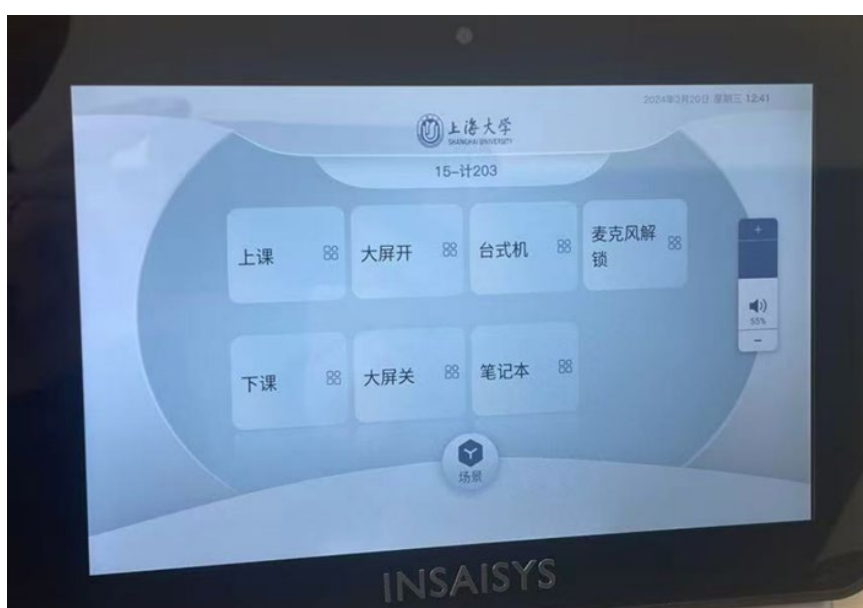 2024年3月20日 星期三 12:41
上海大学
SHANGHAI UNIVERSITY
15-计203
上课
大屏开
台式机
麦克风解
锁
+
55%
-
下课
大屏关
笔记本
场景
INSAISYS